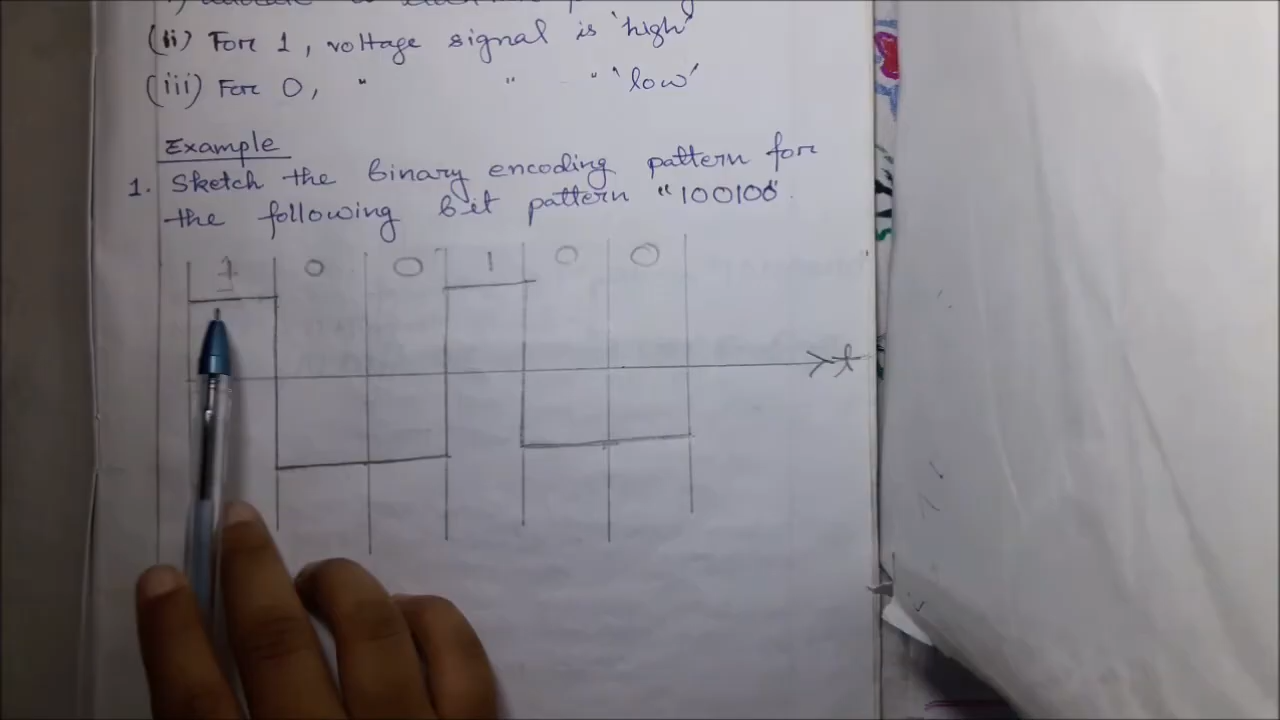 (ii) For 1, voltage signal is 'high'
(iii) For 0, " " " 'low'
Example
1. Sketch the binary encoding pattern for
the following bit pattern "100100".
1 0 0 1 0 0
t